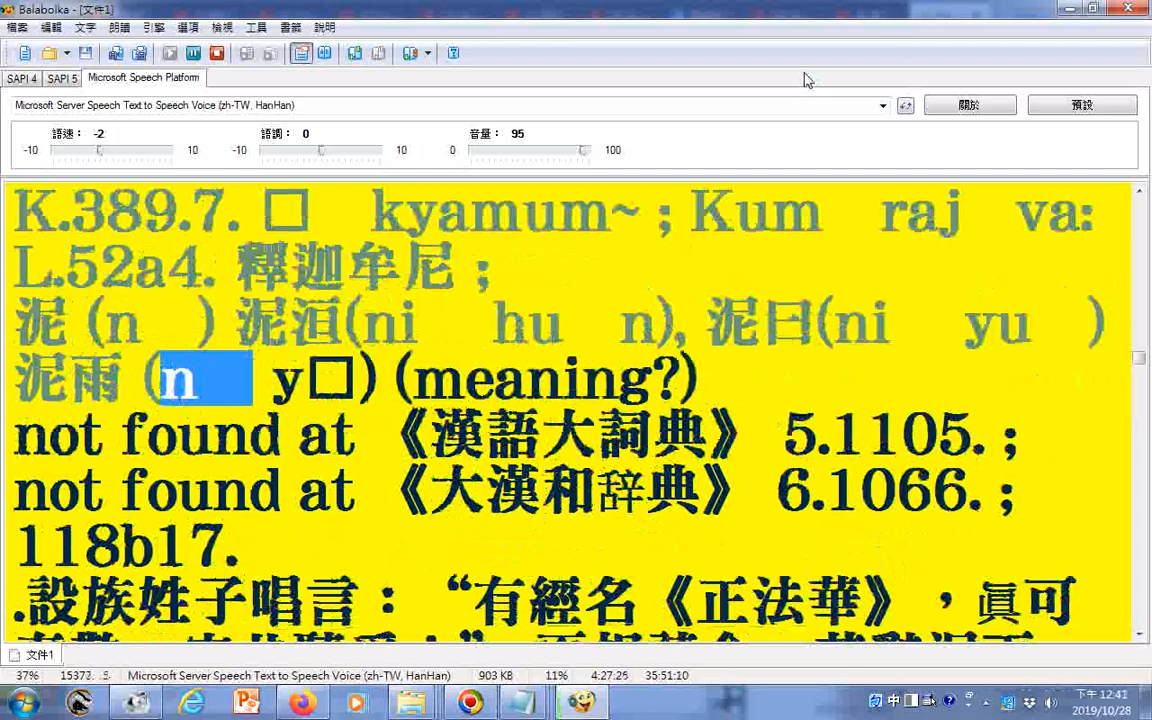 Balabolka - [文件1]
檔案 編輯 文字 朗讀 引擎 選項 檢視 工具 書籤 說明
SAPI 4 SAPI 5 Microsoft Speech Platform
Microsoft Server Speech Text to Speech Voice (zh-TW, HanHan) 關於 預設
語速： -2 語調： 0 音量： 95
-10 10 -10 10 0 100
K.389.7. □ kyamum~ ; Kum raj va:
L.52a4. 釋迦牟尼；
泥 (n ) 泥洹(ni hu n), 泥曰(ni yu )
泥雨 (n y□) (meaning?)
not found at 《漢語大詞典》 5.1105.；
not found at 《大漢和辞典》 6.1066.；
118b17.
.設族姓子唱言：“有經名《正法華》，眞可
文件1
37% 15373. Microsoft Server Speech Text to Speech Voice (zh-TW, HanHan) 903 KB 11% 4:27:25 35:51:10
中 下午 12:41
2019/10/28